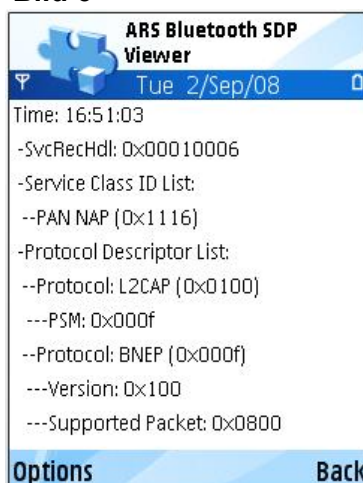 ARS Bluetooth SDP
Viewer
Tue 2/Sep/08
Time: 16:51:03
-SvcRecHdl: 0x00010006
-Service Class ID List:
--PAN NAP (0x1116)
-Protocol Descriptor List:
--Protocol: L2CAP (0x0100)
---PSM: 0x000f
--Protocol: BNEP (0x000f)
---Version: 0x100
---Supported Packet: 0x0800
Options Back